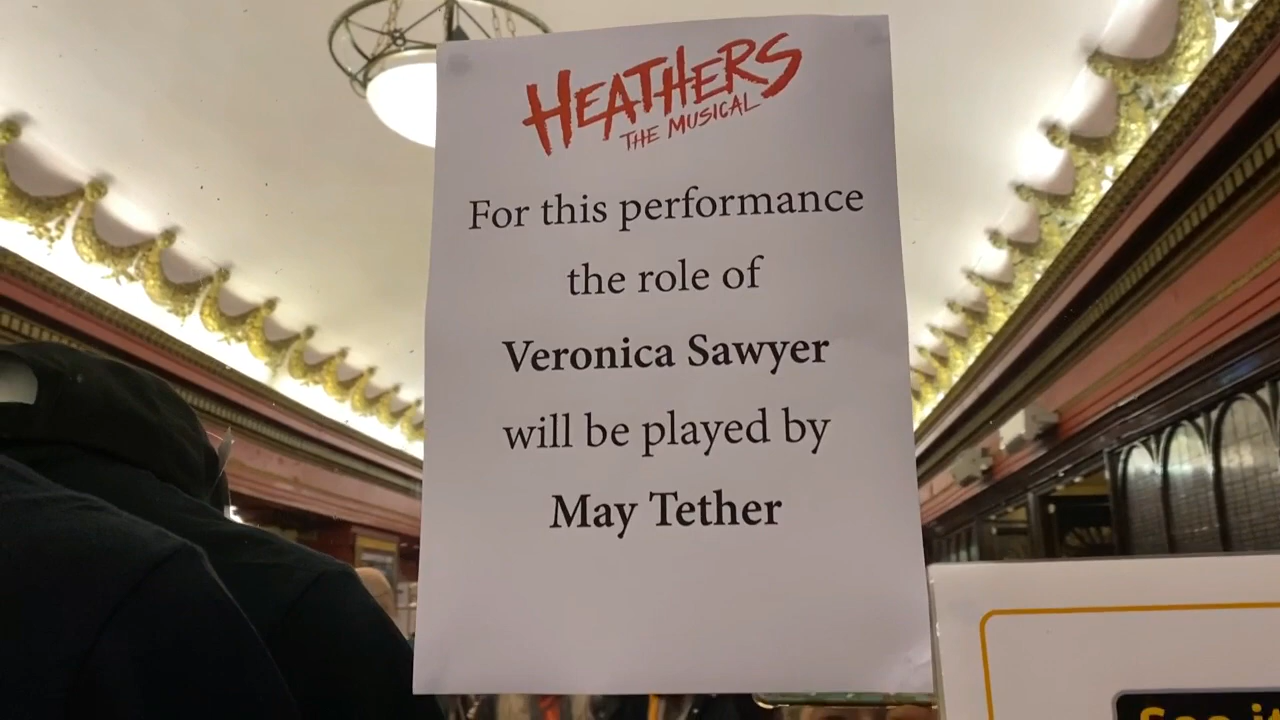 HEATHERS
THE MUSICAL
For this performance
the role of
Veronica Sawyer
will be played by
May Tether